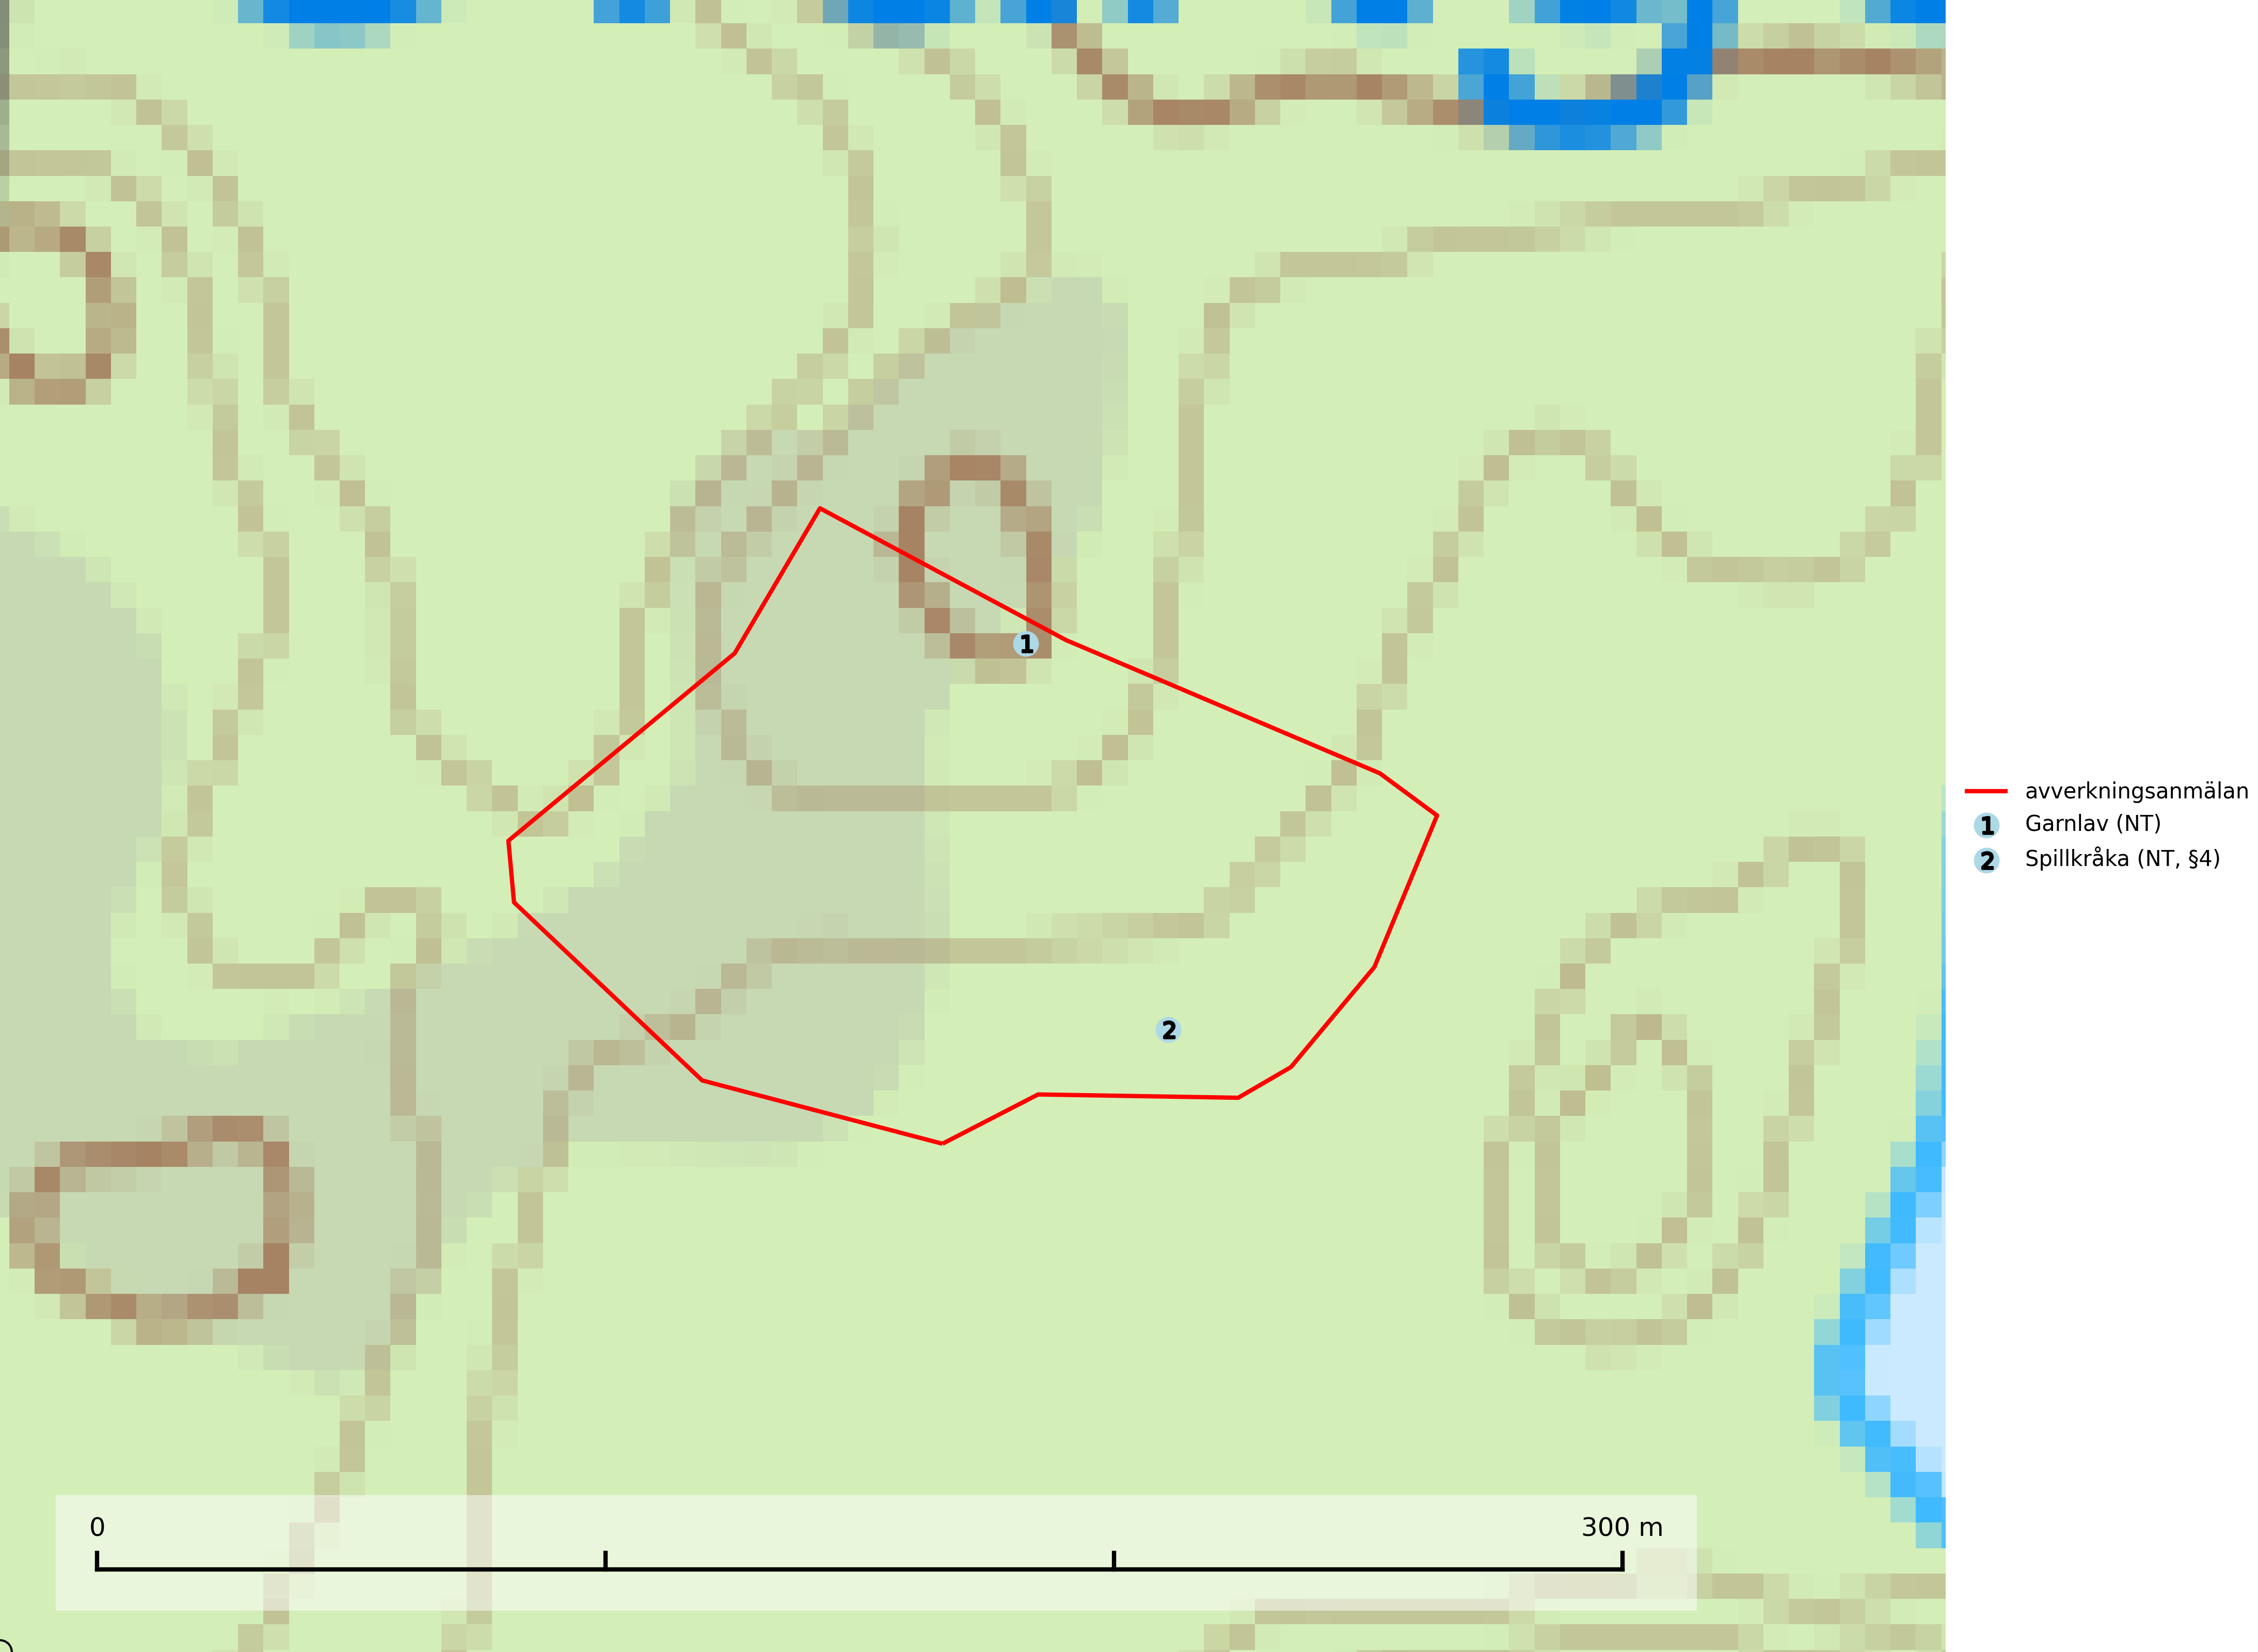 1
2
avverkningsanmälan
1 Garnlav (NT)
2 Spillkråka (NT, §4)
0 300 m